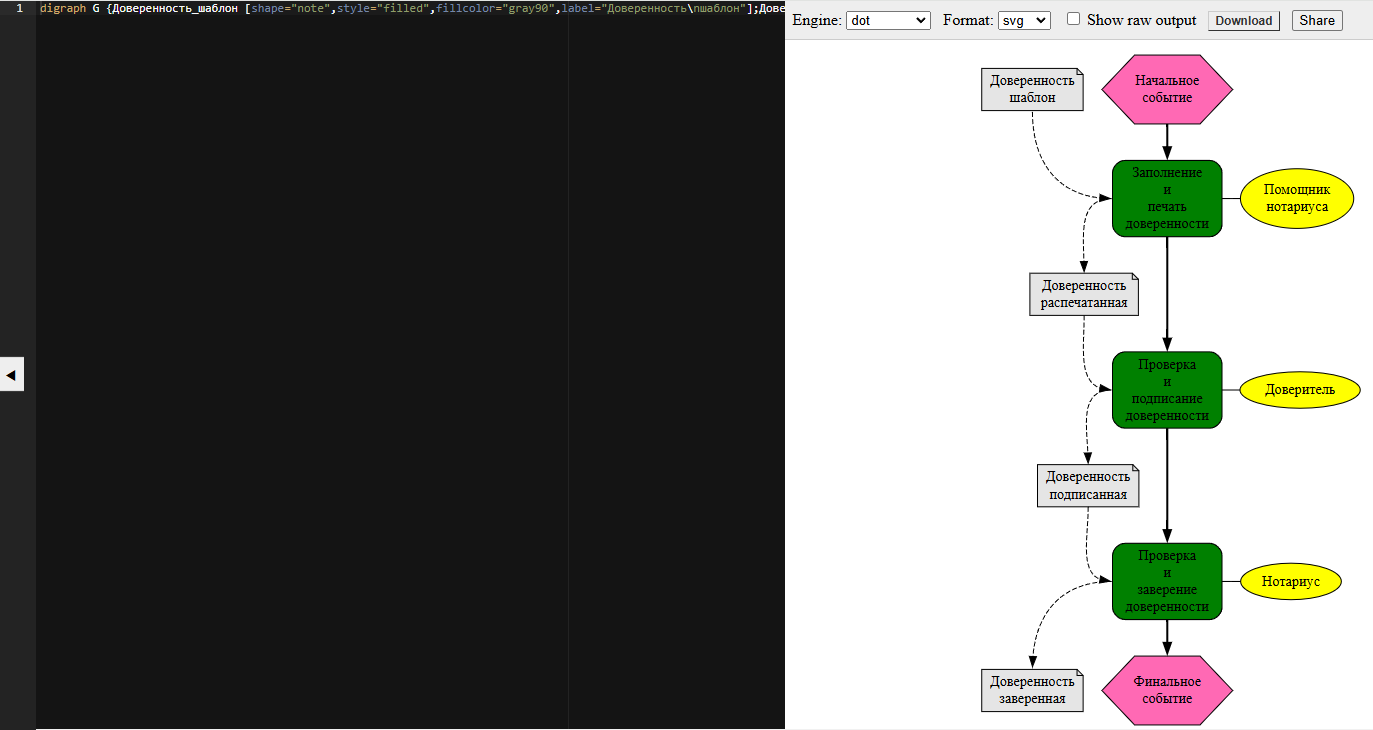 1 digraph G {Доверенность_шаблон [shape="note",style="filled",fillcolor="gray90",label="Доверенность\nшаблон"];Дове
Engine: dot Format: svg Show raw output Download Share
Доверенность
шаблон
Начальное
событие
Заполнение
и
печать
доверенности
Помощник
нотариуса
Доверенность
распечатанная
Проверка
и
подписание
доверенности
Доверитель
Доверенность
подписанная
Проверка
и
заверение
доверенности
Нотариус
Доверенность
заверенная
Финальное
событие